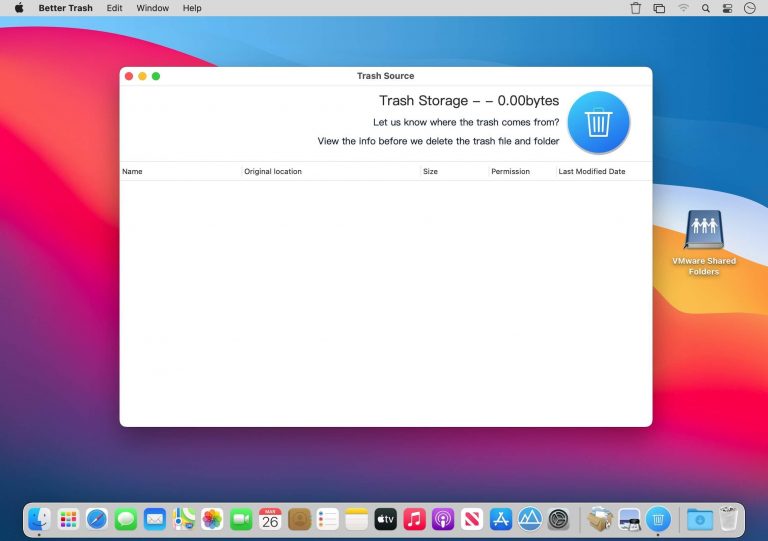 Better Trash Edit Window Help
Trash Source
Trash Storage – – 0.00bytes
Let us know where the trash comes from?
View the info before we delete the trash file and folder
Name Original location Size Permission Last Modified Date
VMware Shared
Folders
MAR
26
tv